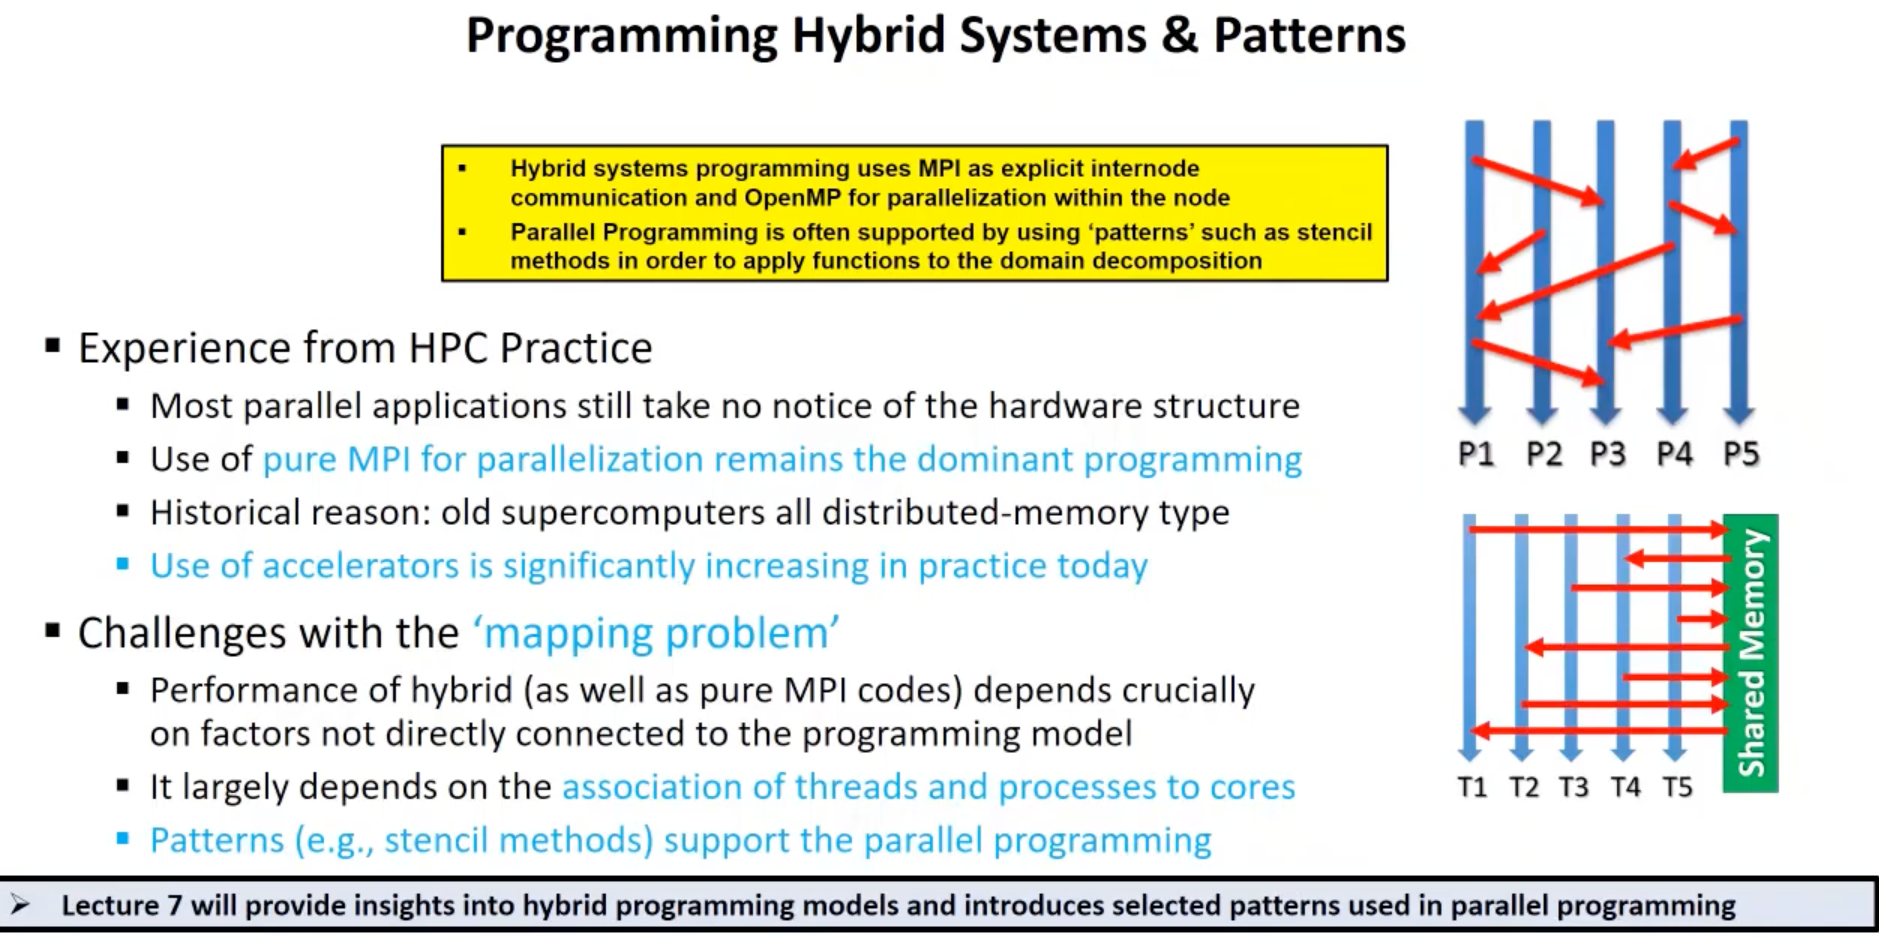 Programming Hybrid Systems & Patterns
▪ Hybrid systems programming uses MPI as explicit internode
communication and OpenMP for parallelization within the node
▪ Parallel Programming is often supported by using ‘patterns’ such as stencil
methods in order to apply functions to the domain decomposition
▪ Experience from HPC Practice
▪ Most parallel applications still take no notice of the hardware structure
▪ Use of pure MPI for parallelization remains the dominant programming
▪ Historical reason: old supercomputers all distributed-memory type
▪ Use of accelerators is significantly increasing in practice today
▪ Challenges with the ‘mapping problem’
▪ Performance of hybrid (as well as pure MPI codes) depends crucially
on factors not directly connected to the programming model
▪ It largely depends on the association of threads and processes to cores
▪ Patterns (e.g., stencil methods) support the parallel programming
P1 P2 P3 P4 P5
Shared Memory
T1 T2 T3 T4 T5
➢ Lecture 7 will provide insights into hybrid programming models and introduces selected patterns used in parallel programming